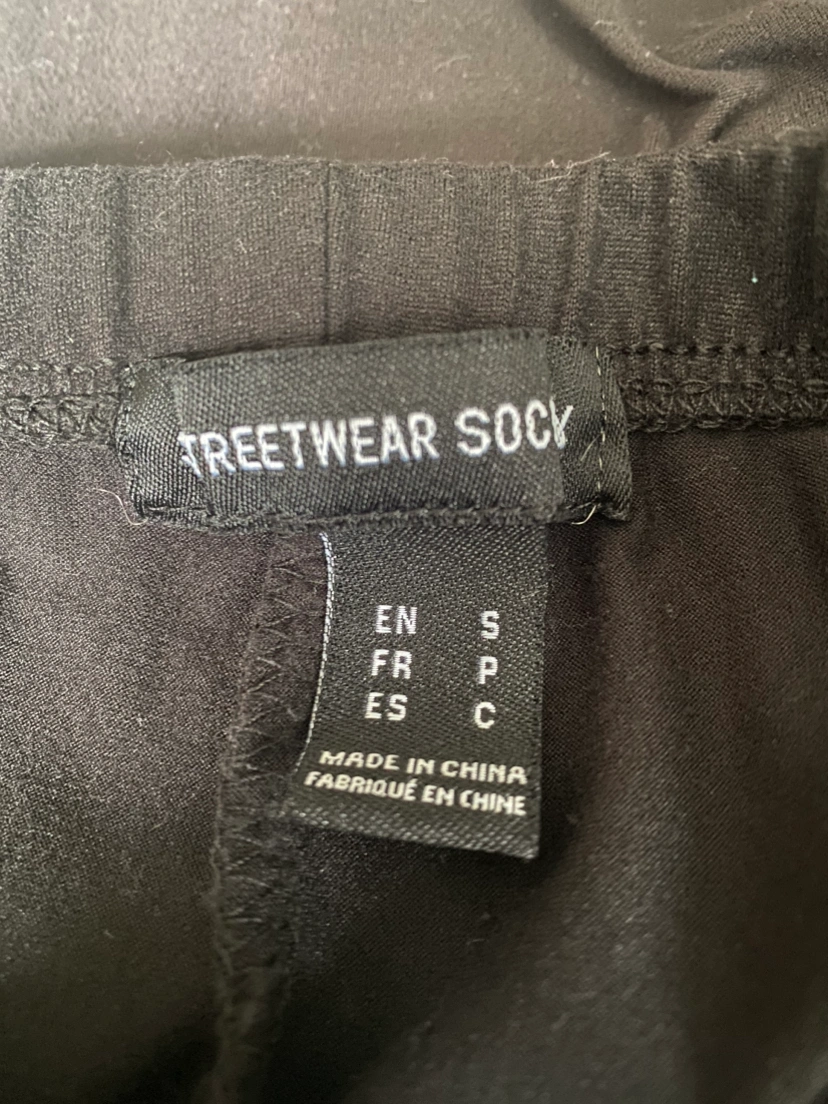 TREETWEAR SOC
EN S
FR P
ES C
MADE IN CHINA
FABRIQUÉ EN CHINE